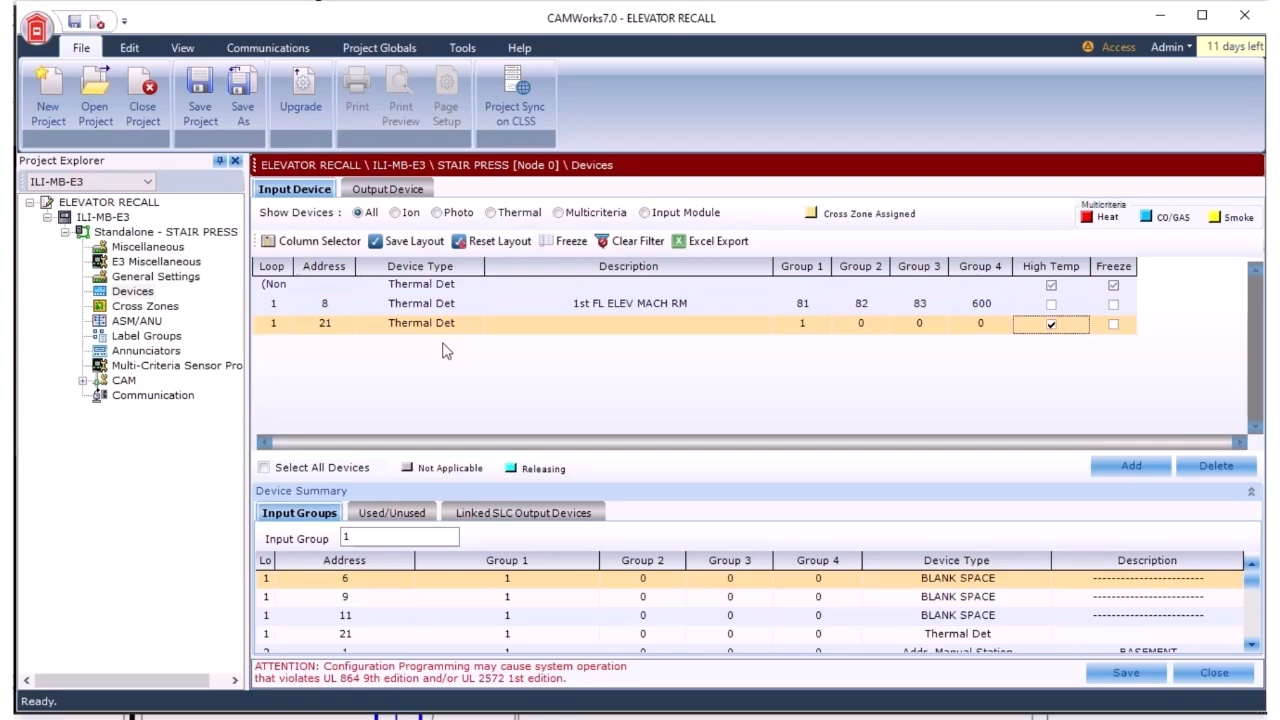 CAMWorks7.0 - ELEVATOR RECALL
File Edit View Communications Project Globals Tools Help Access Admin 11 days left
New Project Open Project Close Project Save Project Save As Upgrade Print Print Preview Page Setup Project Sync on CLSS
Project Explorer
ILI-MB-E3
ELEVATOR RECALL
ILI-MB-E3
Standalone - STAIR PRESS
Miscellaneous
E3 Miscellaneous
General Settings
Devices
Cross Zones
ASM/ANU
Label Groups
Annunciators
Multi-Criteria Sensor Pro
CAM
Communication
ELEVATOR RECALL \ ILI-MB-E3 \ STAIR PRESS [Node 0] \ Devices
Input Device Output Device
Show Devices : All Ion Photo Thermal Multicriteria Input Module Cross Zone Assigned
Multicriteria
Heat CO/GAS Smoke
Column Selector Save Layout Reset Layout Freeze Clear Filter Excel Export
Loop Address Device Type Description Group 1 Group 2 Group 3 Group 4 High Temp Freeze
(Non Thermal Det
1 8 Thermal Det 1st FL ELEV MACH RM 81 82 83 600
1 21 Thermal Det 1 0 0 0
Select All Devices Not Applicable Releasing Add Delete
Device Summary
Input Groups Used/Unused Linked SLC Output Devices
Input Group 1
Lo Address Group 1 Group 2 Group 3 Group 4 Device Type Description
1 6 1 0 0 0 BLANK SPACE ------------------------
1 9 1 0 0 0 BLANK SPACE ------------------------
1 11 1 0 0 0 BLANK SPACE ------------------------
1 21 1 0 0 0 Thermal Det
2 1 1 0 0 0 Addr. Manual Station BASEMENT
ATTENTION: Configuration Programming may cause system operation
that violates UL 864 9th edition and/or UL 2572 1st edition.
Save Close
Ready.